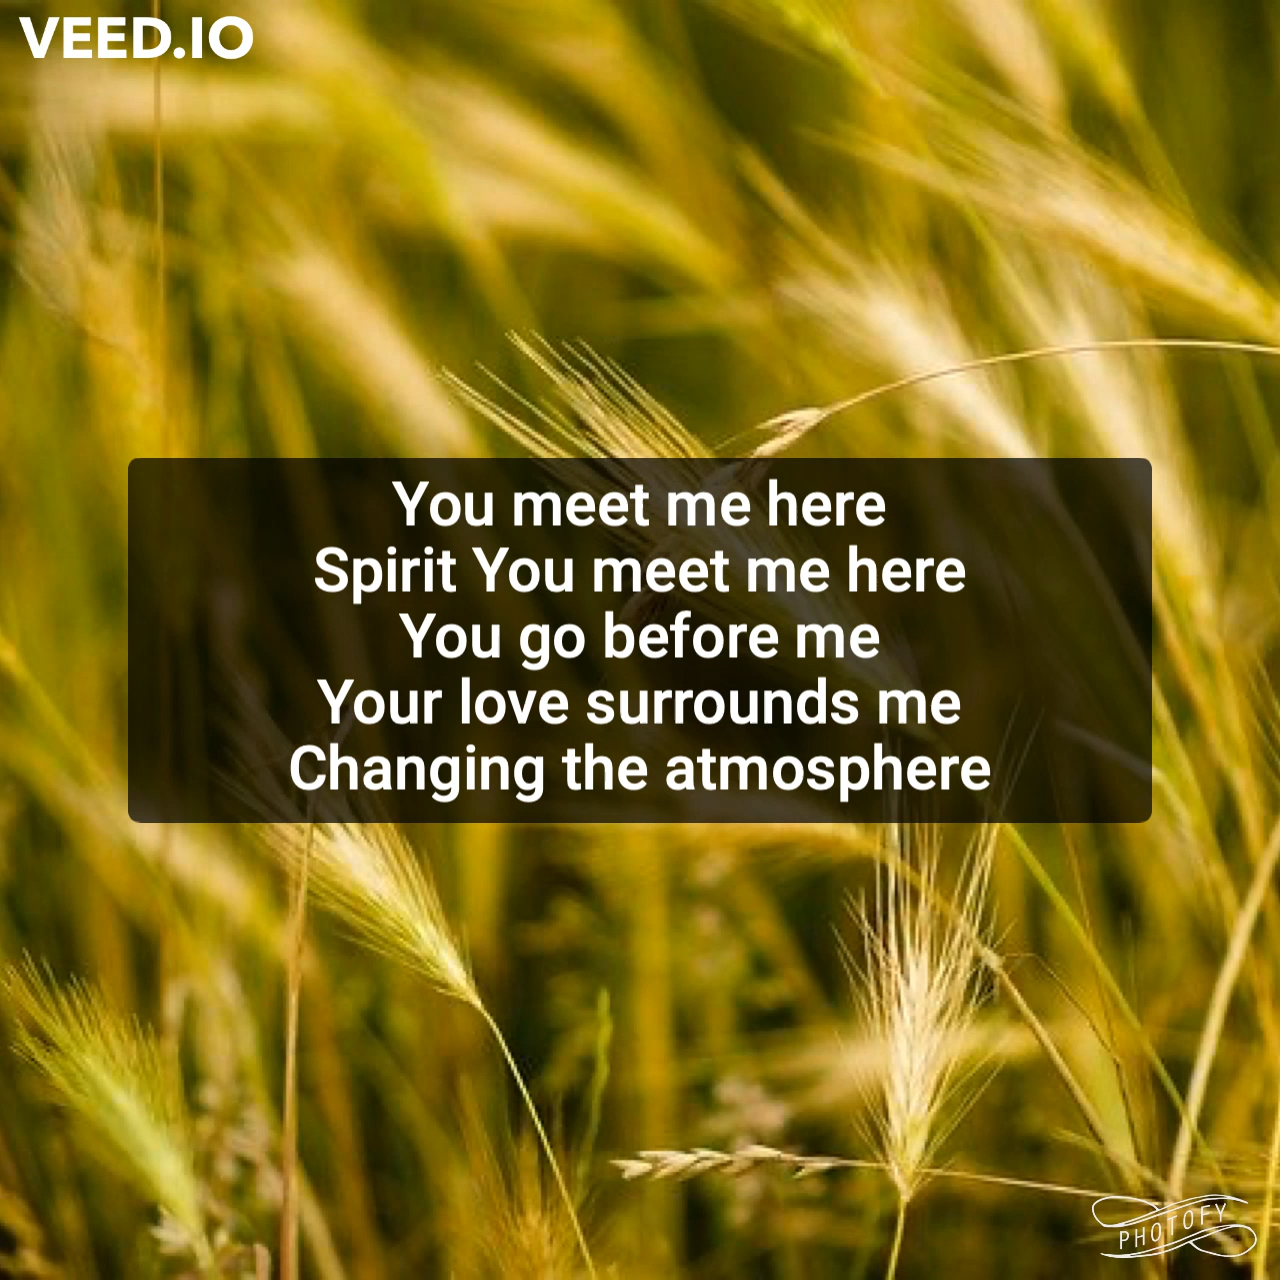 VEED.IO
You meet me here
Spirit You meet me here
You go before me
Your love surrounds me
Changing the atmosphere
PHOTOFY